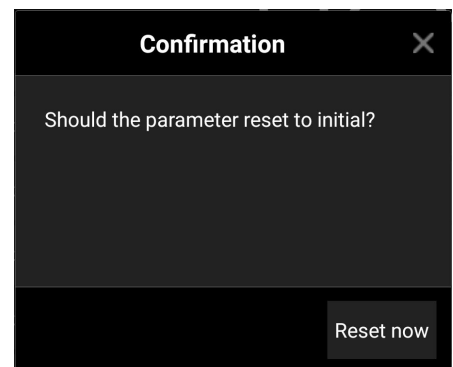 Confirmation
Should the parameter reset to initial?
Reset now